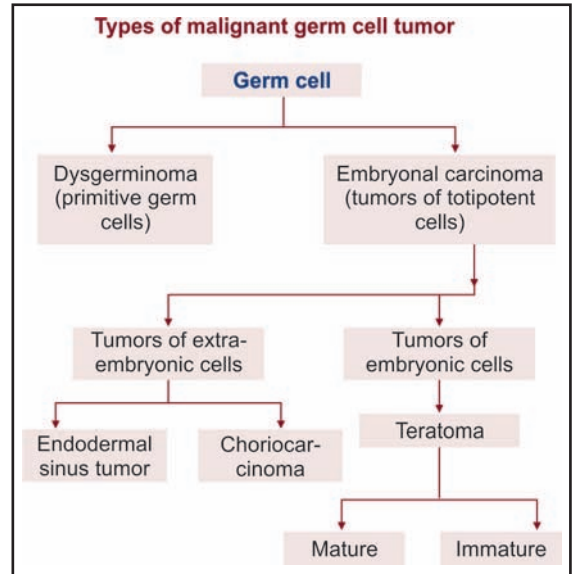 Types of malignant germ cell tumor
Germ cell
Dysgerminoma
(primitive germ
cells)
Embryonal carcinoma
(tumors of totipotent
cells)
Tumors of extra-
embryonic cells
Tumors of
embryonic cells
Endodermal
sinus tumor
Choriocar-
cinoma
Teratoma
Mature
Immature